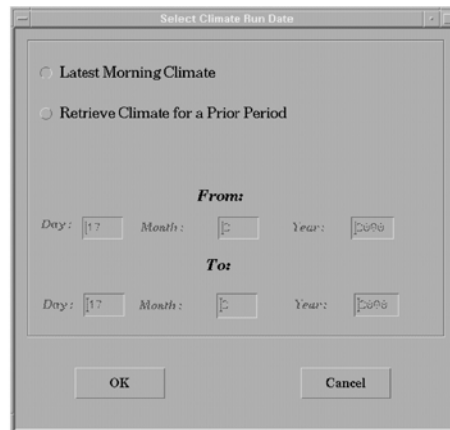 Select Climate Run Date
Latest Morning Climate
Retrieve Climate for a Prior Period
From:
Day: 17 Month: Year:
To:
Day: 17 Month: Year:
OK Cancel